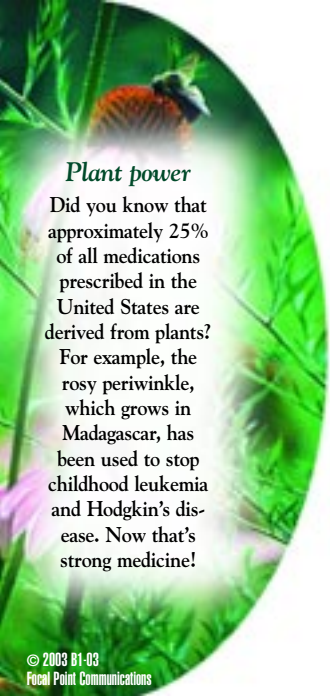 Plant power
Did you know that
approximately 25%
of all medications
prescribed in the
United States are
derived from plants?
For example, the
rosy periwinkle,
which grows in
Madagascar, has
been used to stop
childhood leukemia
and Hodgkin's dis-
ease. Now that's
strong medicine!
© 2003 B1-03
Focal Point Communications